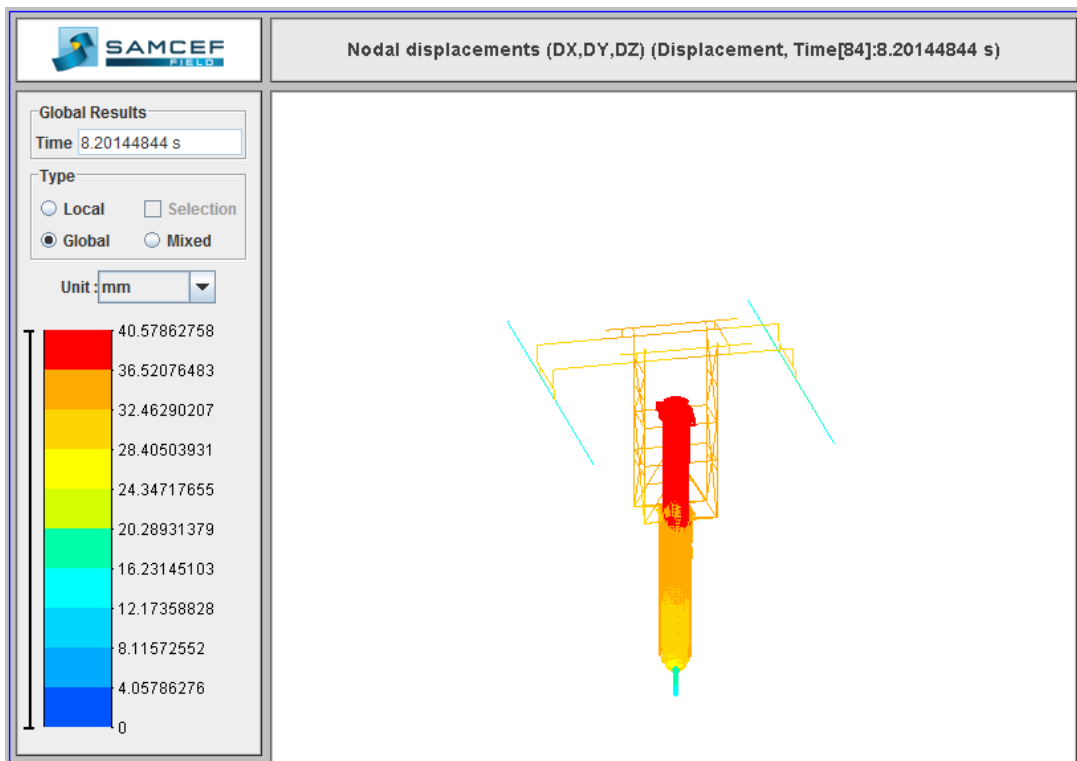 SAMCEF
FIELD
Nodal displacements (DX,DY,DZ) (Displacement, Time[84]:8.20144844 s)
Global Results
Time 8.20144844 s
Type
Local Selection
Global Mixed
Unit : mm
40.57862758
36.52076483
32.46290207
28.40503931
24.34717655
20.28931379
16.23145103
12.17358828
8.11572552
4.05786276
0